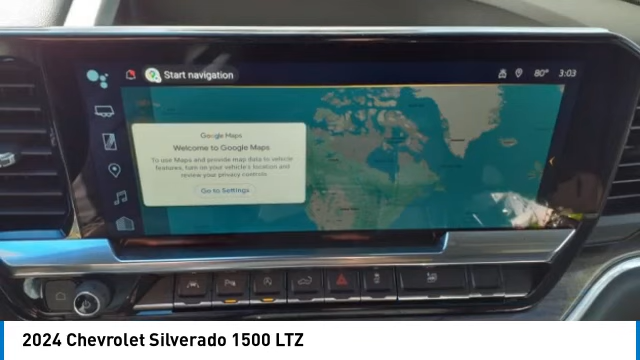 Start navigation
80° 3:03
Google Maps
Welcome to Google Maps
To use Maps and provide map data to vehicle
features, turn on your vehicle's location and
review your privacy controls
Go to Settings
2024 Chevrolet Silverado 1500 LTZ